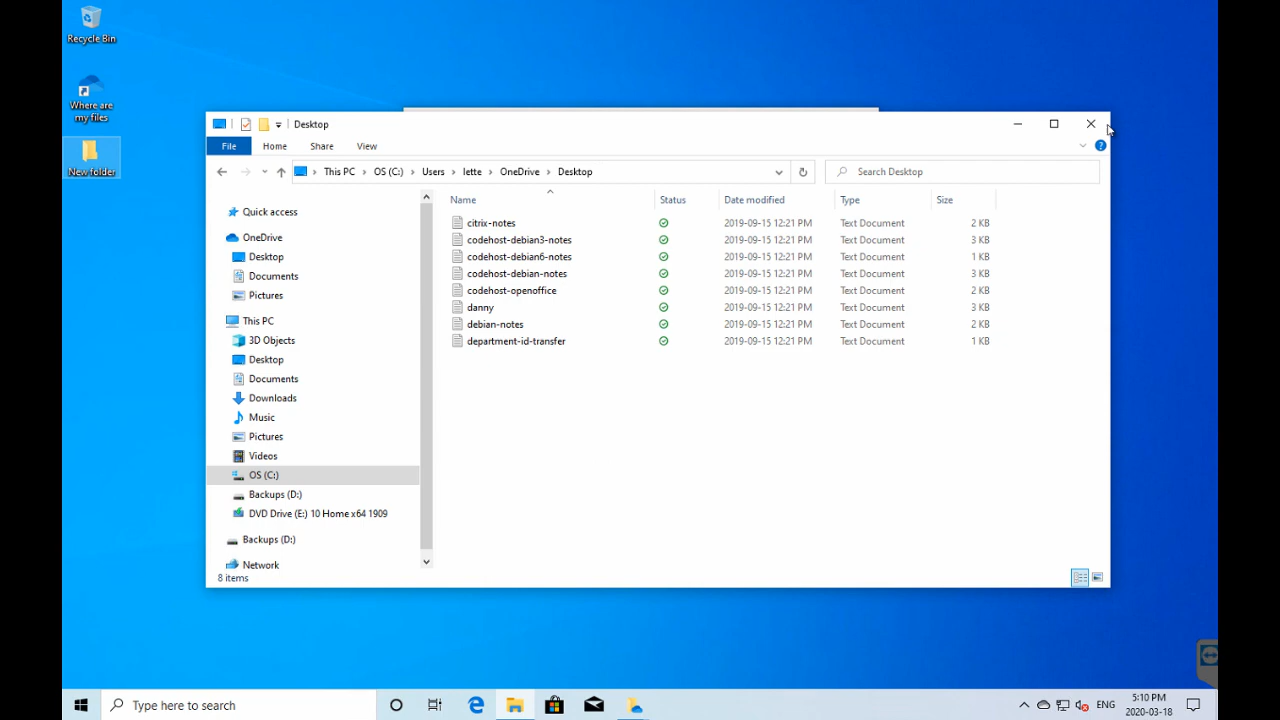 Recycle Bin
Where are
my files
New folder
Desktop
File Home Share View
This PC OS (C:) Users lette OneDrive Desktop
Search Desktop
Name Status Date modified Type Size
citrix-notes 2019-09-15 12:21 PM Text Document 2 KB
codehost-debian3-notes 2019-09-15 12:21 PM Text Document 3 KB
codehost-debian6-notes 2019-09-15 12:21 PM Text Document 1 KB
codehost-debian-notes 2019-09-15 12:21 PM Text Document 3 KB
codehost-openoffice 2019-09-15 12:21 PM Text Document 2 KB
danny 2019-09-15 12:21 PM Text Document 3 KB
debian-notes 2019-09-15 12:21 PM Text Document 2 KB
department-id-transfer 2019-09-15 12:21 PM Text Document 1 KB
Quick access
OneDrive
Desktop
Documents
Pictures
This PC
3D Objects
Desktop
Documents
Downloads
Music
Pictures
Videos
OS (C:)
Backups (D:)
DVD Drive (E:) 10 Home x64 1909
Backups (D:)
Network
8 items
Type here to search
ENG
5:10 PM
2020-03-18